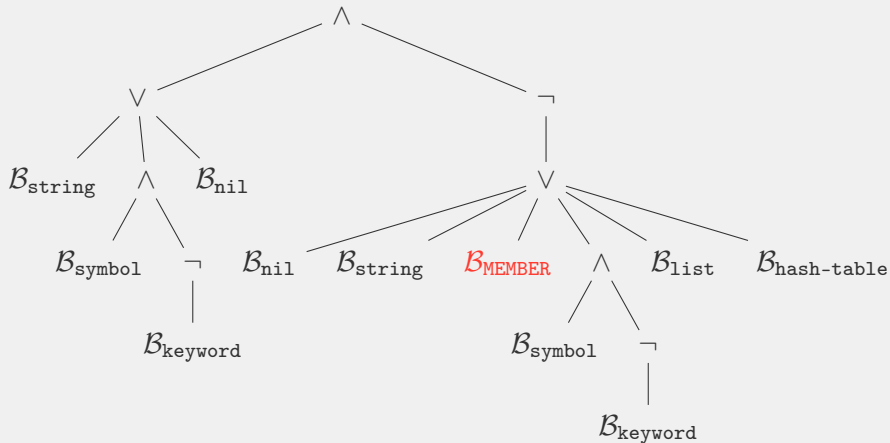 ∧
∨ ¬
𝓑string ∧ 𝓑nil ∨
𝓑symbol ¬ 𝓑nil 𝓑string 𝓑MEMBER ∧ 𝓑list 𝓑hash-table
𝓑keyword 𝓑symbol ¬
𝓑keyword